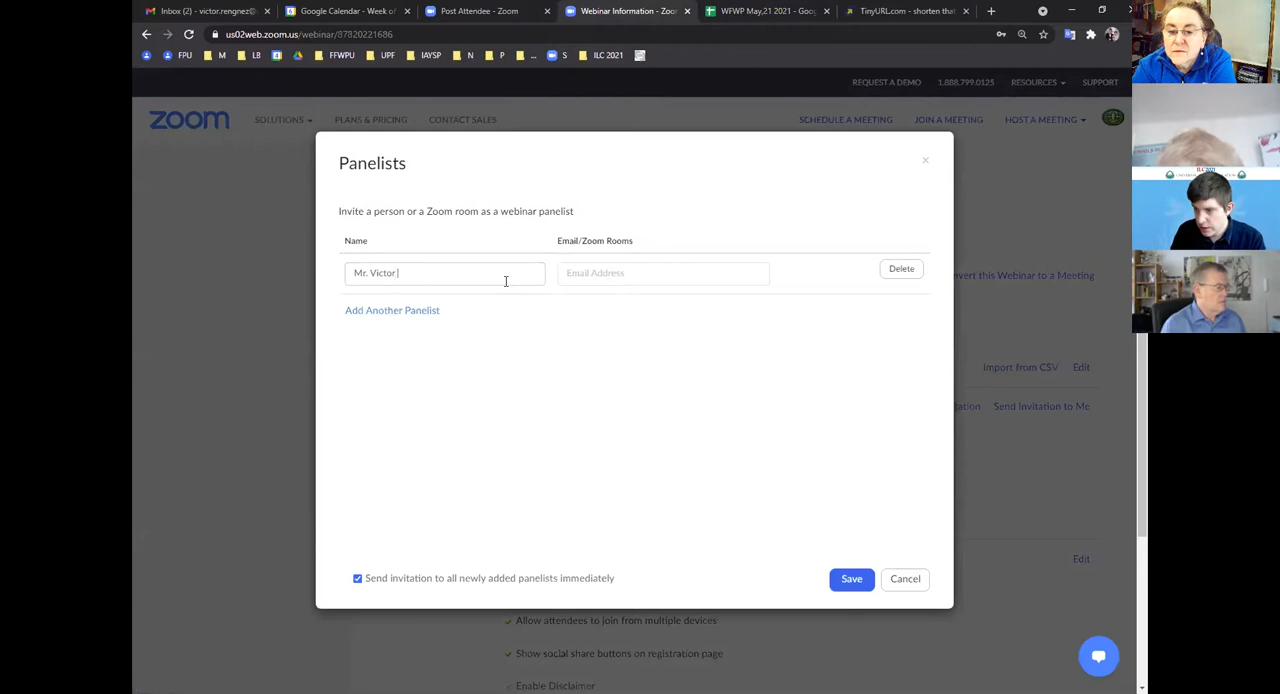 Inbox (2) - victor.rengnez@
Google Calendar - Week of
Post Attendee - Zoom
Webinar Information - Zoo
WFWP May,21 2021 - Goo
TinyURL.com - shorten that
us02web.zoom.us/webinar/87820221686
FPU M LB FFWPU UPF IAYSP N P ... S ILC 2021
REQUEST A DEMO 1.888.799.0125 RESOURCES SUPPORT
zoom SOLUTIONS PLANS & PRICING CONTACT SALES SCHEDULE A MEETING JOIN A MEETING HOST A MEETING
Panelists
Invite a person or a Zoom room as a webinar panelist
Name Email/Zoom Rooms
Mr. Victor Email Address Delete
nvert this Webinar to a Meeting
Add Another Panelist
Import from CSV Edit
itation Send Invitation to Me
Edit
Send invitation to all newly added panelists immediately
Save Cancel
Allow attendees to join from multiple devices
Show social share buttons on registration page
Enable Disclaimer
ILC2021